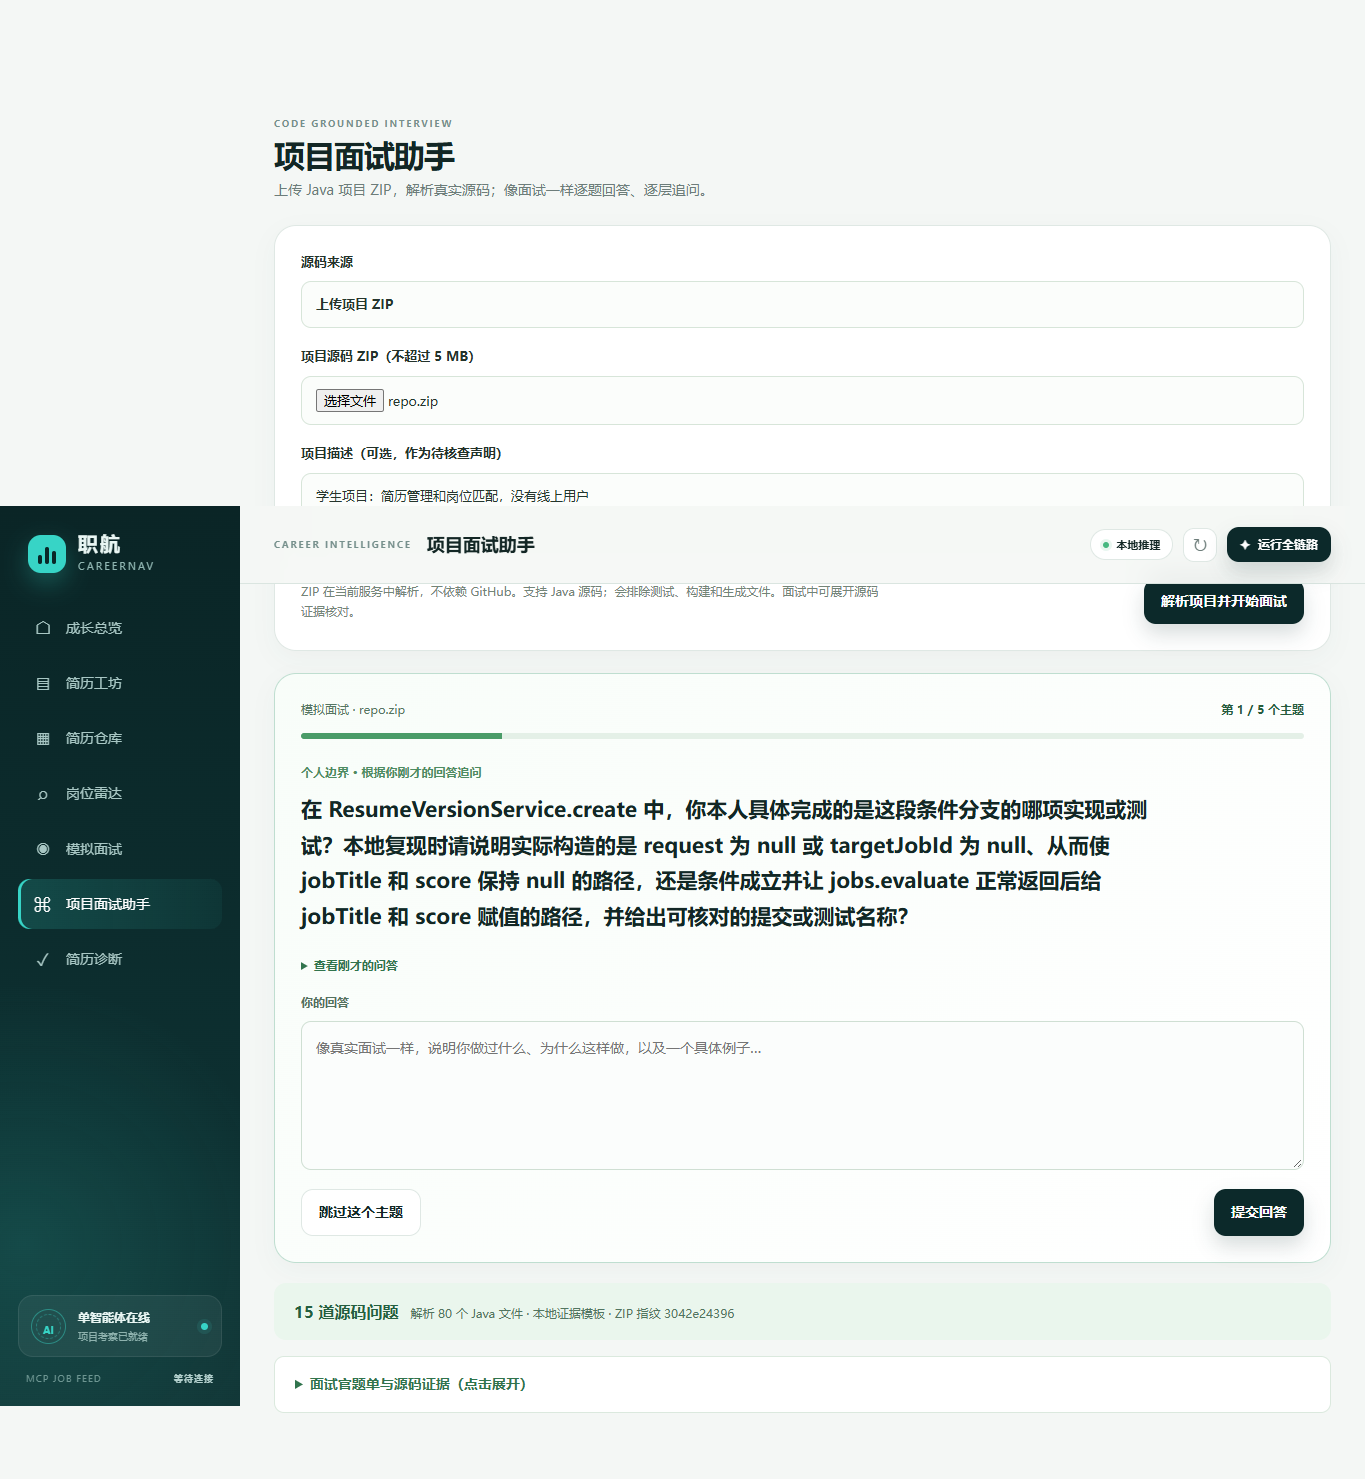 CODE GROUNDED INTERVIEW
项目面试助手
上传 Java 项目 ZIP，解析真实源码；像面试一样逐题回答、逐层追问。
源码来源
上传项目 ZIP
项目源码 ZIP（不超过 5 MB）
选择文件 repo.zip
项目描述（可选，作为待核查声明）
学生项目：简历管理和岗位匹配，没有线上用户
职航
CAREERNAV
CAREER INTELLIGENCE 项目面试助手
本地推理
↻
✦ 运行全链路
ZIP 在当前服务中解析，不依赖 GitHub。支持 Java 源码；会排除测试、构建和生成文件。面试中可展开源码
证据核对。
解析项目并开始面试
成长总览
简历工坊
简历仓库
岗位雷达
模拟面试
项目面试助手
简历诊断
模拟面试 · repo.zip
第 1 / 5 个主题
个人边界 • 根据你刚才的回答追问
在 ResumeVersionService.create 中，你本人具体完成的是这段条件分支的哪项实现或测
试？本地复现时请说明实际构造的是 request 为 null 或 targetJobId 为 null、从而使
jobTitle 和 score 保持 null 的路径，还是条件成立并让 jobs.evaluate 正常返回后给
jobTitle 和 score 赋值的路径，并给出可核对的提交或测试名称？
查看刚才的问答
你的回答
像真实面试一样，说明你做过什么、为什么这样做，以及一个具体例子...
跳过这个主题
提交回答
15 道源码问题 解析 80 个 Java 文件 · 本地证据模板 · ZIP 指纹 3042e24396
面试官题单与源码证据（点击展开）
AI
单智能体在线
项目考察已就绪
MCP JOB FEED
等待连接